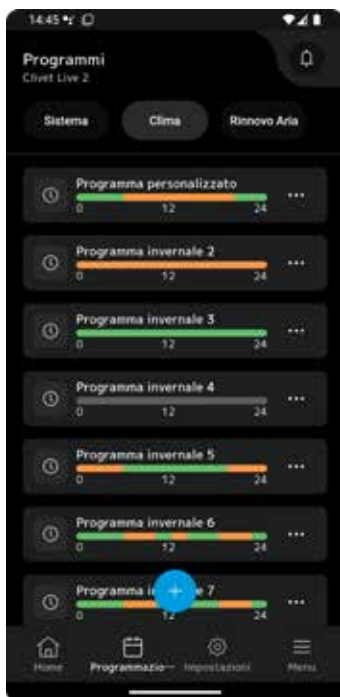 14:45
Programmi
Clivet Live 2
Sistema Clima Rinnovo Aria
Programma personalizzato
0 12 24
Programma invernale 2
0 12 24
Programma invernale 3
0 12 24
Programma invernale 4
0 12 24
Programma invernale 5
0 12 24
Programma invernale 6
0 12 24
Programma i e 7
0 12 24
Home Programmazio Impostazioni Menu